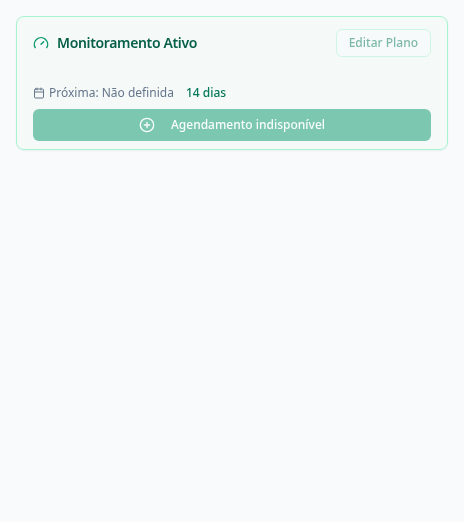 Monitoramento Ativo
Editar Plano
Próxima: Não definida 14 dias
Agendamento indisponível